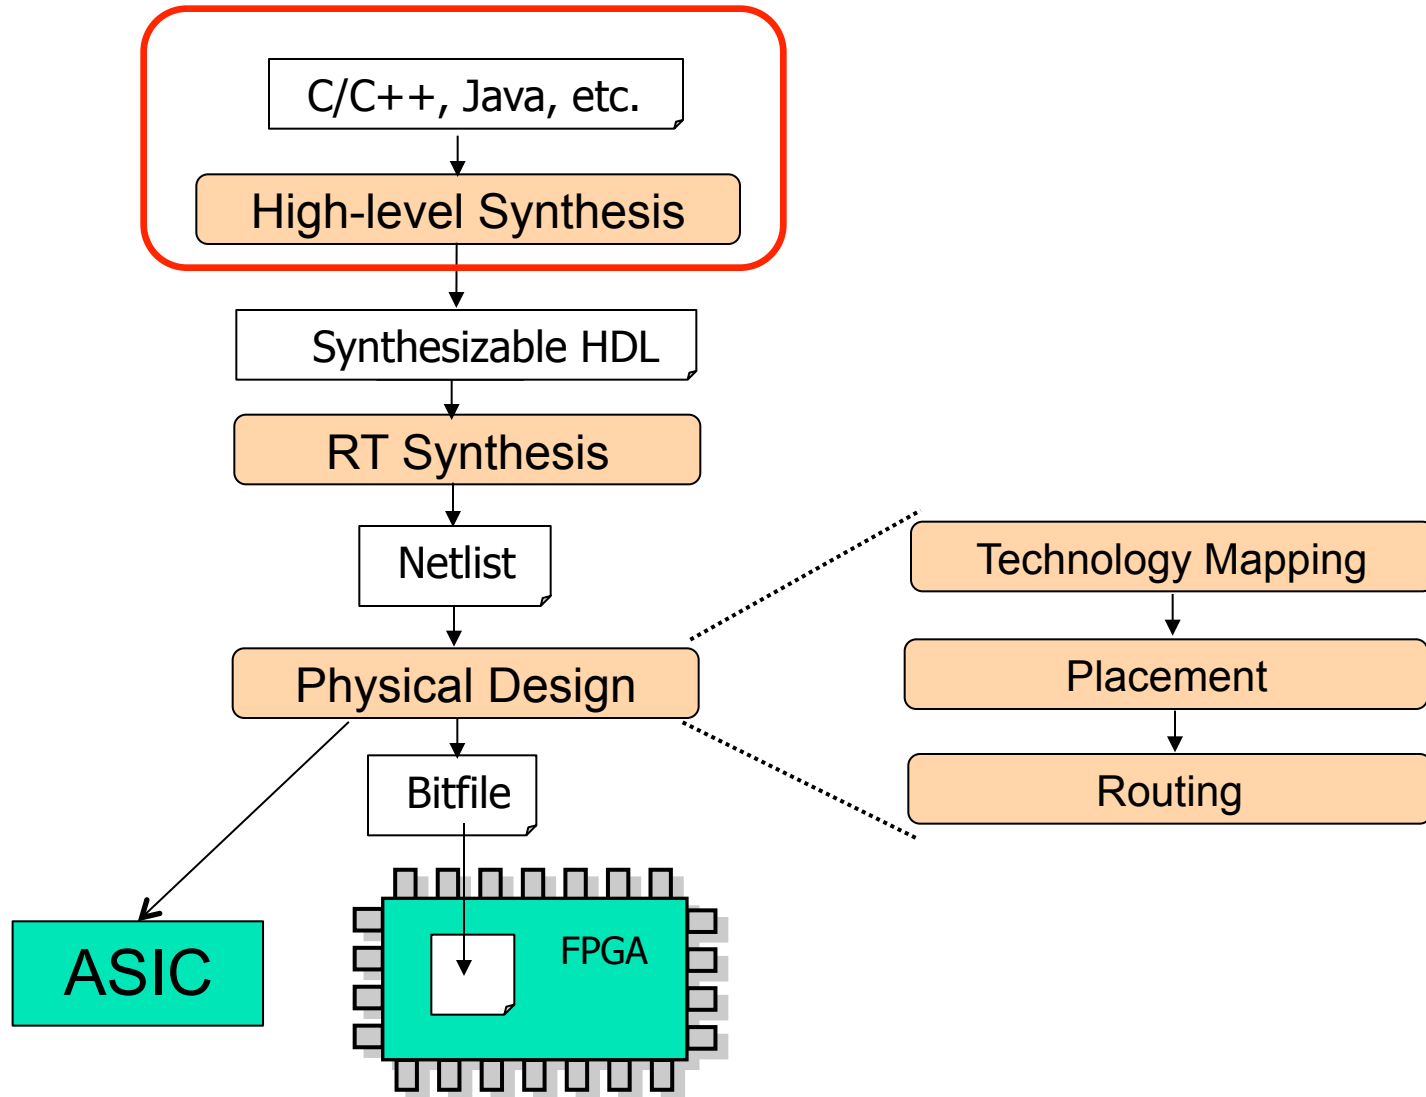 C/C++, Java, etc.
High-level Synthesis
Synthesizable HDL
RT Synthesis
Netlist
Physical Design
Bitfile
ASIC
FPGA
Technology Mapping
Placement
Routing